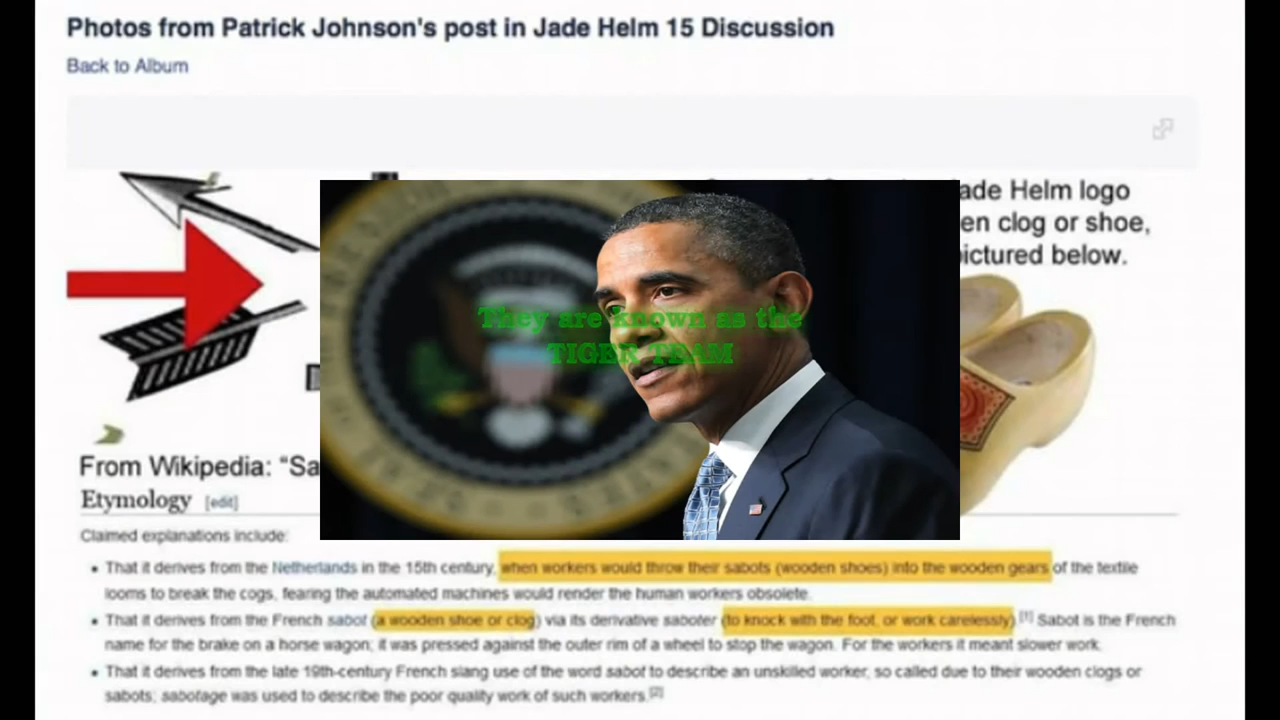 Photos from Patrick Johnson's post in Jade Helm 15 Discussion
Back to Album
ade Helm logo
en clog or shoe,
ictured below.
They are known as the
TIGER TEAM
From Wikipedia: “Sa
Etymology [edit]
Claimed explanations include:
• That it derives from the Netherlands in the 15th century, when workers would throw their sabots (wooden shoes) into the wooden gears of the textile
looms to break the cogs, fearing the automated machines would render the human workers obsolete.
• That it derives from the French sabot (a wooden shoe or clog) via its derivative saboter (to knock with the foot, or work carelessly).[1] Sabot is the French
name for the brake on a horse wagon; it was pressed against the outer rim of a wheel to stop the wagon. For the workers it meant slower work.
• That it derives from the late 19th-century French slang use of the word sabot to describe an unskilled worker, so called due to their wooden clogs or
sabots; sabotage was used to describe the poor quality work of such workers.[2]